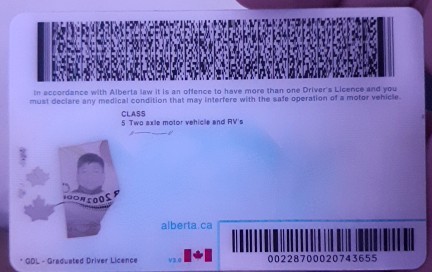 In accordance with Alberta law it is an offence to have more than one Driver's Licence and you
must declare any medical condition that may interfere with the safe operation of a motor vehicle.
CLASS
5 Two axle motor vehicle and RV's
alberta.ca
* GDL - Graduated Driver Licence
00228700020743655